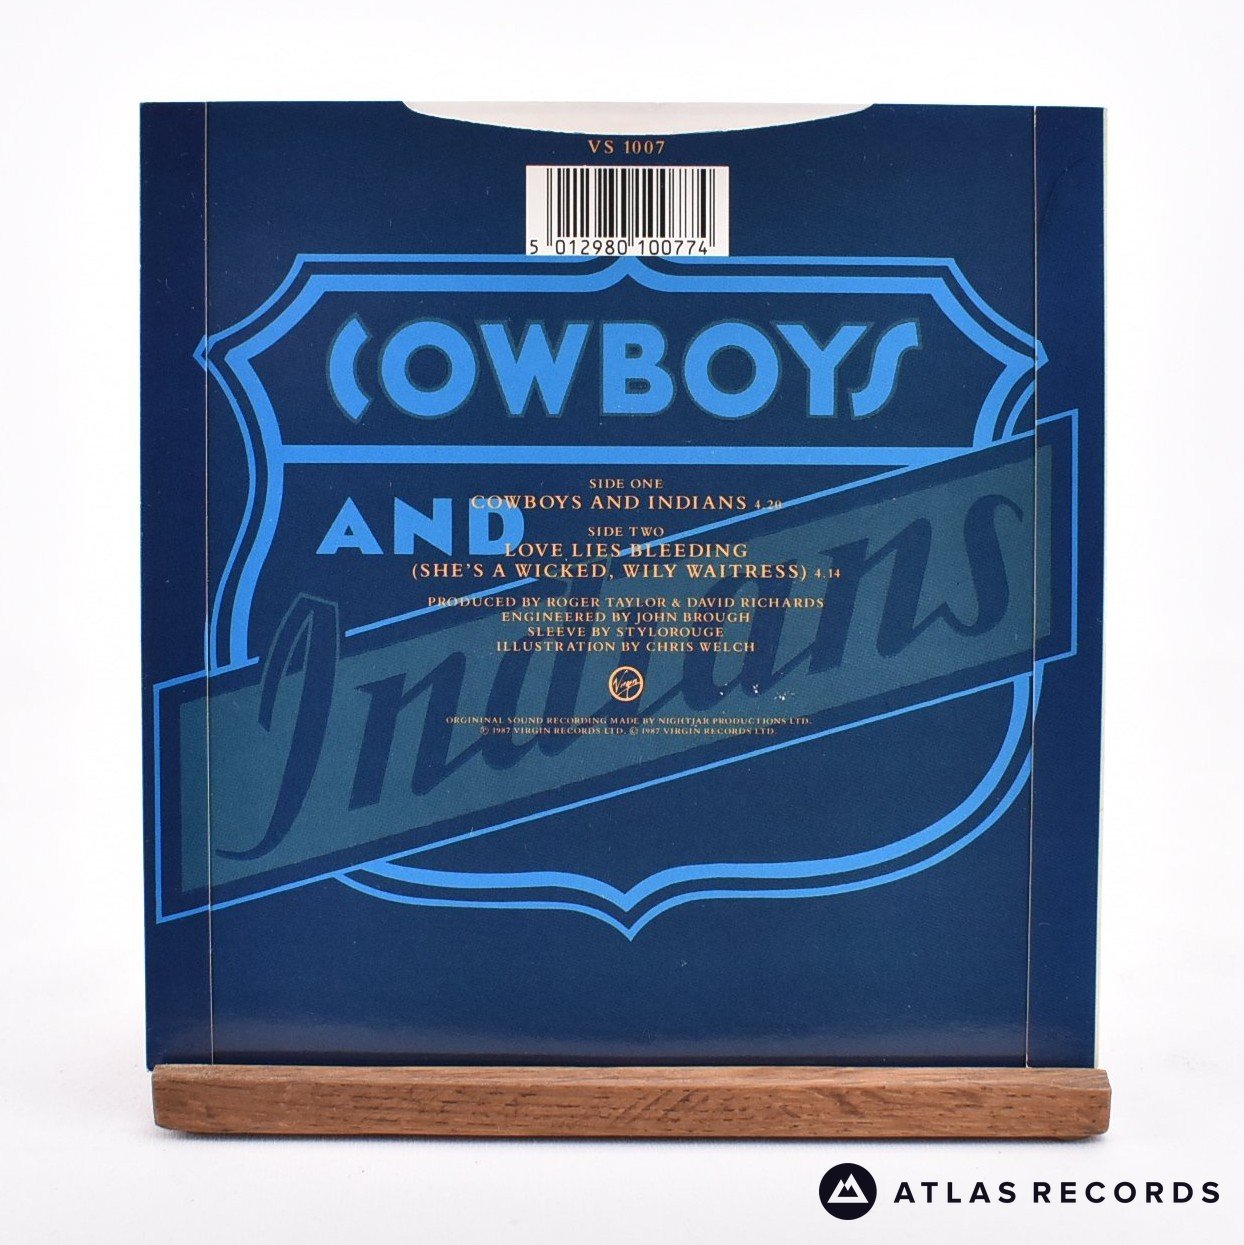 VS 1007
5 012980 100774
COWBOYS
AND
Indians
SIDE ONE
COWBOYS AND INDIANS 4.20
SIDE TWO
LOVE LIES BLEEDING
(SHE'S A WICKED, WILY WAITRESS) 4.14
PRODUCED BY ROGER TAYLOR & DAVID RICHARDS
ENGINEERED BY JOHN BROUGH
SLEEVE BY STYLOROUGE
ILLUSTRATION BY CHRIS WELCH
Virgin
ORGININAL SOUND RECORDING MADE BY NIGHTJAR PRODUCTIONS LTD.
℗ 1987 VIRGIN RECORDS LTD. © 1987 VIRGIN RECORDS LTD.
ATLAS RECORDS